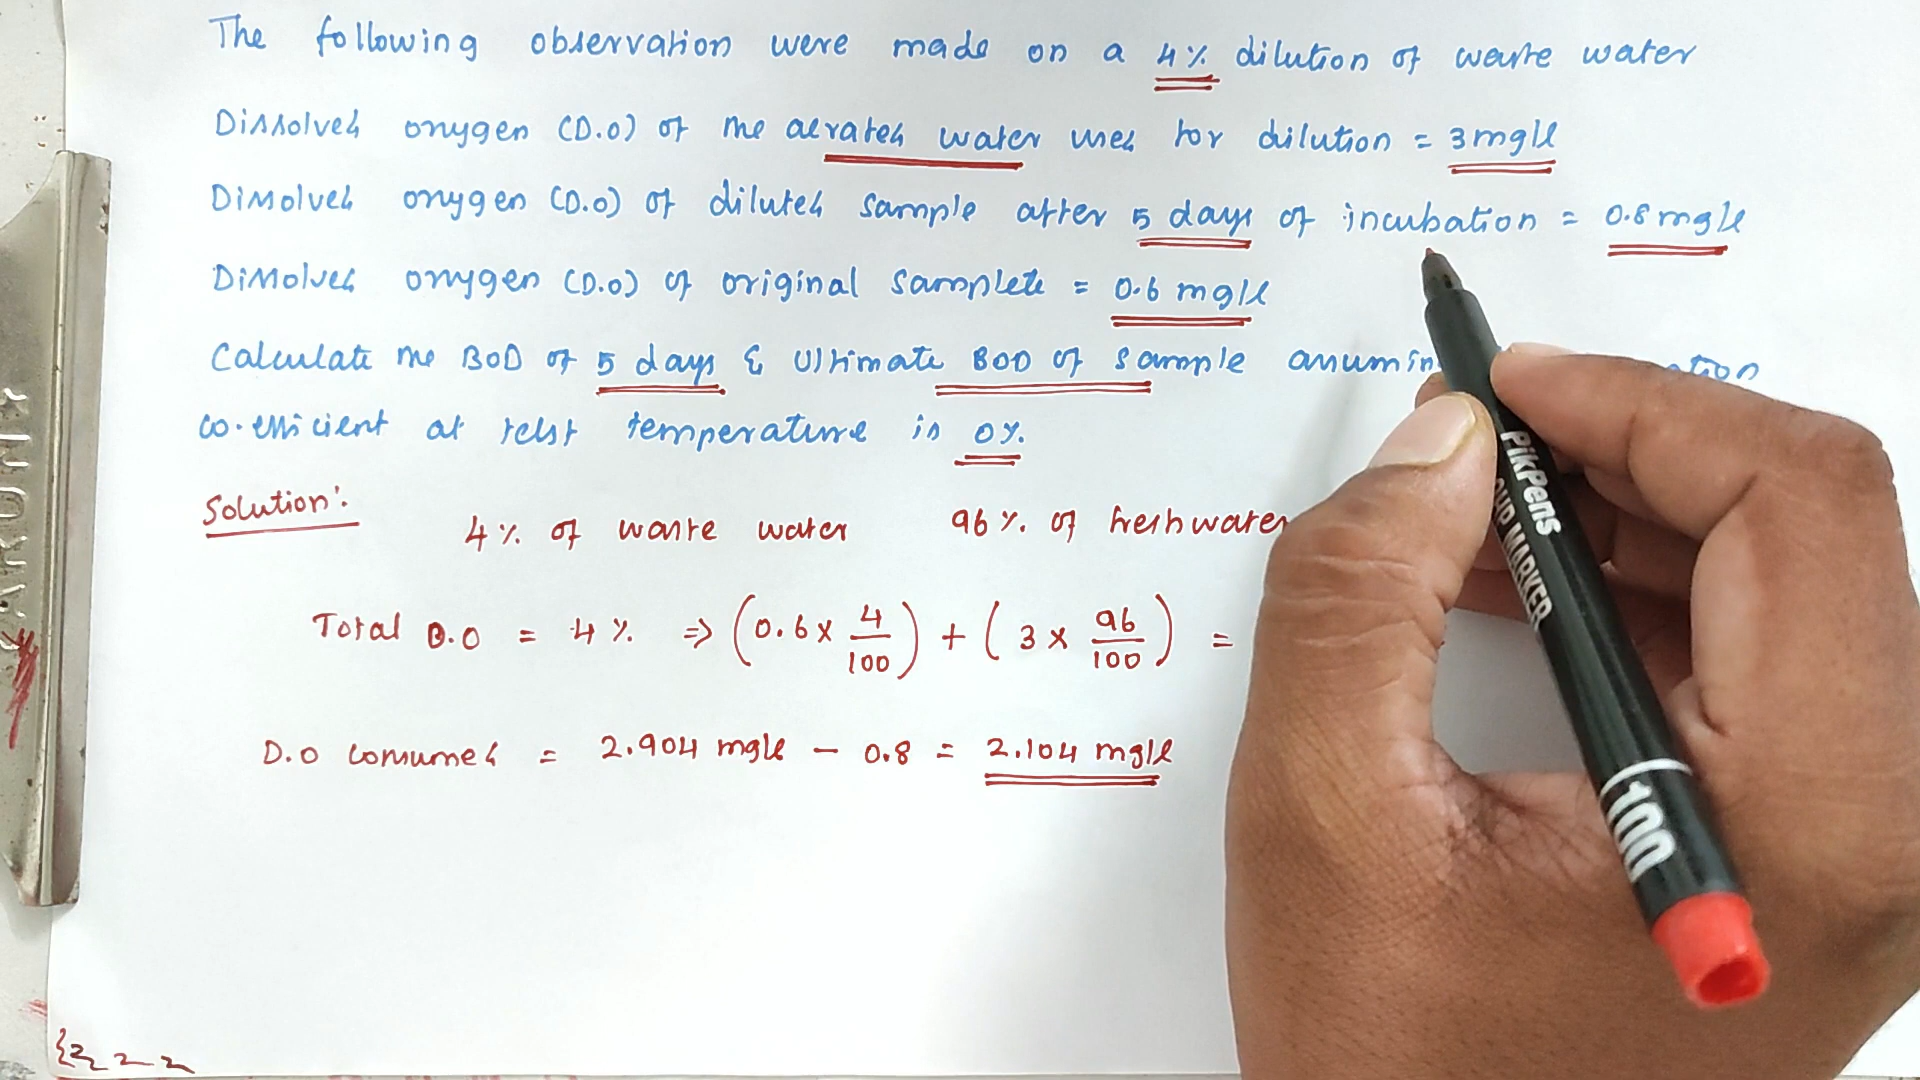 The following observation were made on a 4% dilution of waste water
Dissolved oxygen (D.O) of the aerated water used for dilution = 3mg/l
Dissolved oxygen (D.O) of diluted sample after 5 days of incubation = 0.8mg/l
Dissolved oxygen (D.O) of original samplete = 0.6 mg/l
Calculate the BOD of 5 days & Ultimate BOD of sample
co-efficient at test temperature is 0%.
Solution:
4% of waste water 96% of freshwater
Total D.O = 4% ⇒ (0.6 x 4/100) + (3 x 96/100) =
D.O consumed = 2.904 mg/l - 0.8 = 2.104 mg/l
PikPens
OHP MARKER
100